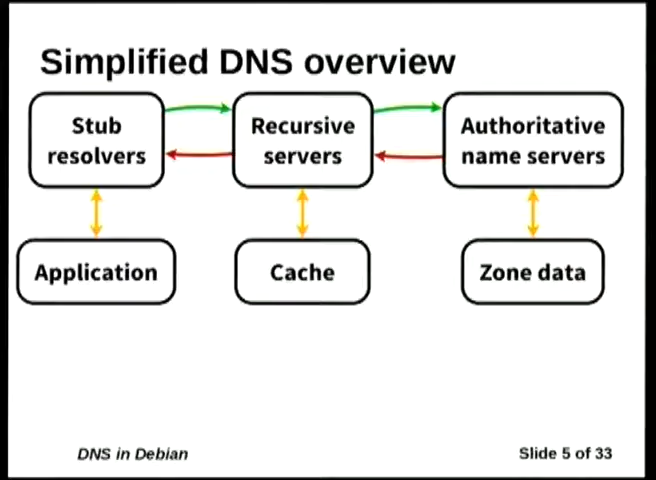 Simplified DNS overview
Stub
resolvers
Recursive
servers
Authoritative
name servers
Application
Cache
Zone data
DNS in Debian
Slide 5 of 33